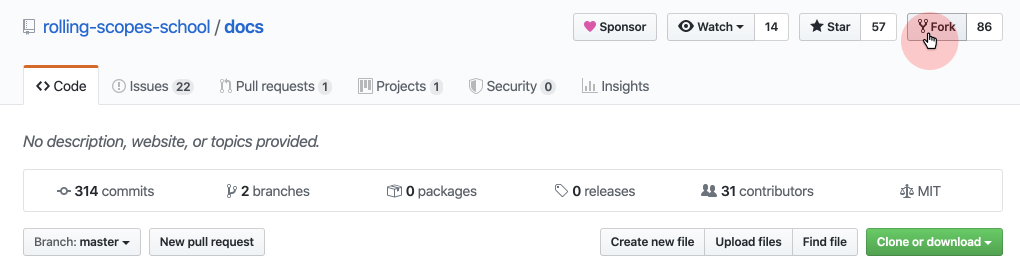 rolling-scopes-school / docs Sponsor Watch 14 Star 57 Fork 86
Code Issues 22 Pull requests 1 Projects 1 Security 0 Insights
No description, website, or topics provided.
314 commits 2 branches 0 packages 0 releases 31 contributors MIT
Branch: master New pull request Create new file Upload files Find file Clone or download